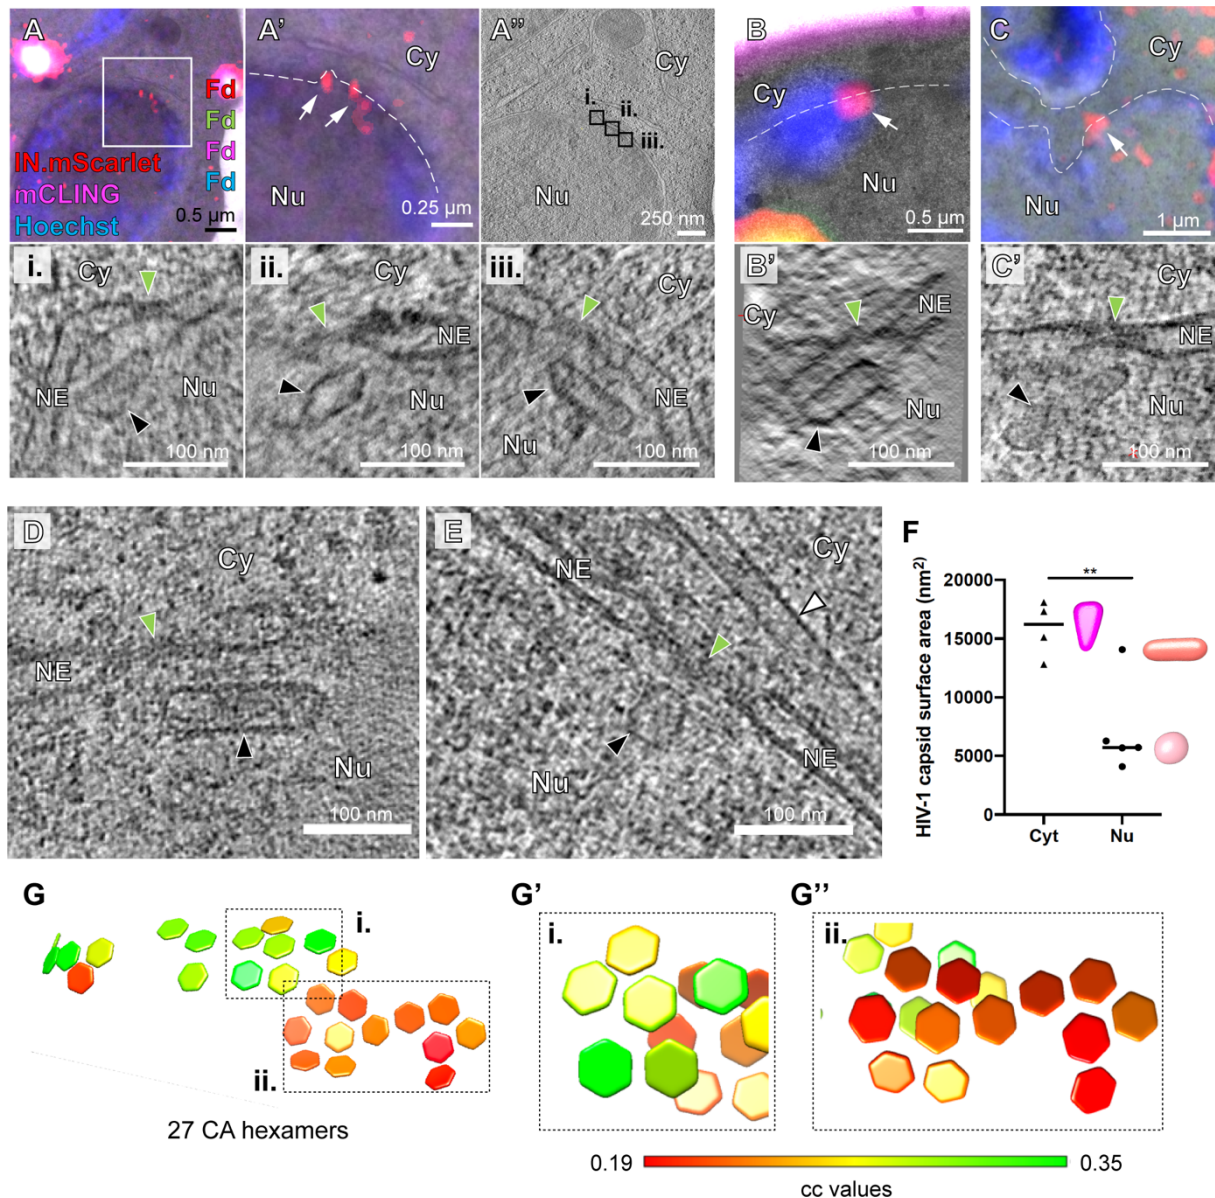 A
Fd
Fd
Fd
Fd
IN.mScarlet
mCLING
Hoechst
0.5 µm
A'
Cy
Nu
0.25 µm
A''
Cy
i.
ii.
iii.
Nu
250 nm
B
Cy
Nu
0.5 µm
C
Cy
Nu
1 µm
i.
Cy
NE
Nu
100 nm
ii.
Cy
NE
Nu
100 nm
iii.
Cy
NE
Nu
100 nm
B'
Cy
NE
Nu
100 nm
C'
Cy
NE
Nu
100 nm
D
Cy
NE
Nu
100 nm
E
NE
Cy
Nu
NE
100 nm
F
HIV-1 capsid surface area (nm²)
20000
15000
10000
5000
0
**
Cyt
Nu
G
i.
ii.
27 CA hexamers
G'
i.
G''
ii.
0.19
0.35
cc values